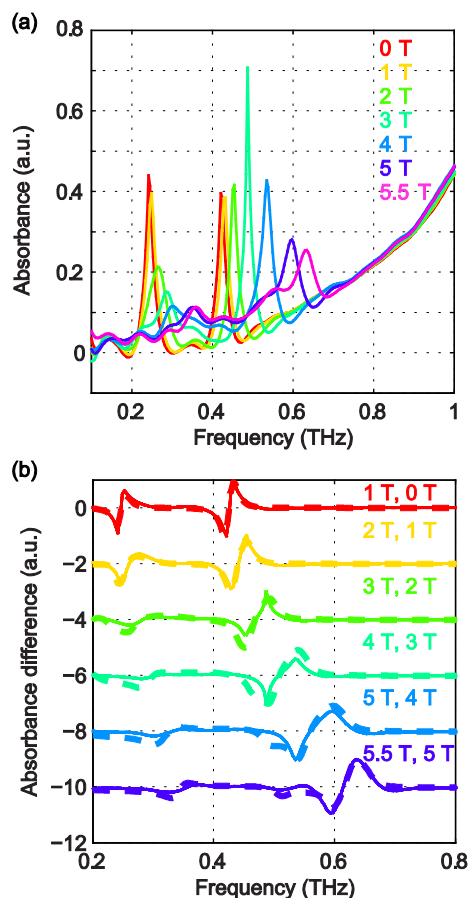 (a)
0.8
0.6
0.4
0.2
0
Absorbance (a.u.)
0 T
1 T
2 T
3 T
4 T
5 T
5.5 T
0.2 0.4 0.6 0.8 1
Frequency (THz)
(b)
0
−2
−4
−6
−8
−10
−12
Absorbance difference (a.u.)
1 T, 0 T
2 T, 1 T
3 T, 2 T
4 T, 3 T
5 T, 4 T
5.5 T, 5 T
0.2 0.4 0.6 0.8
Frequency (THz)